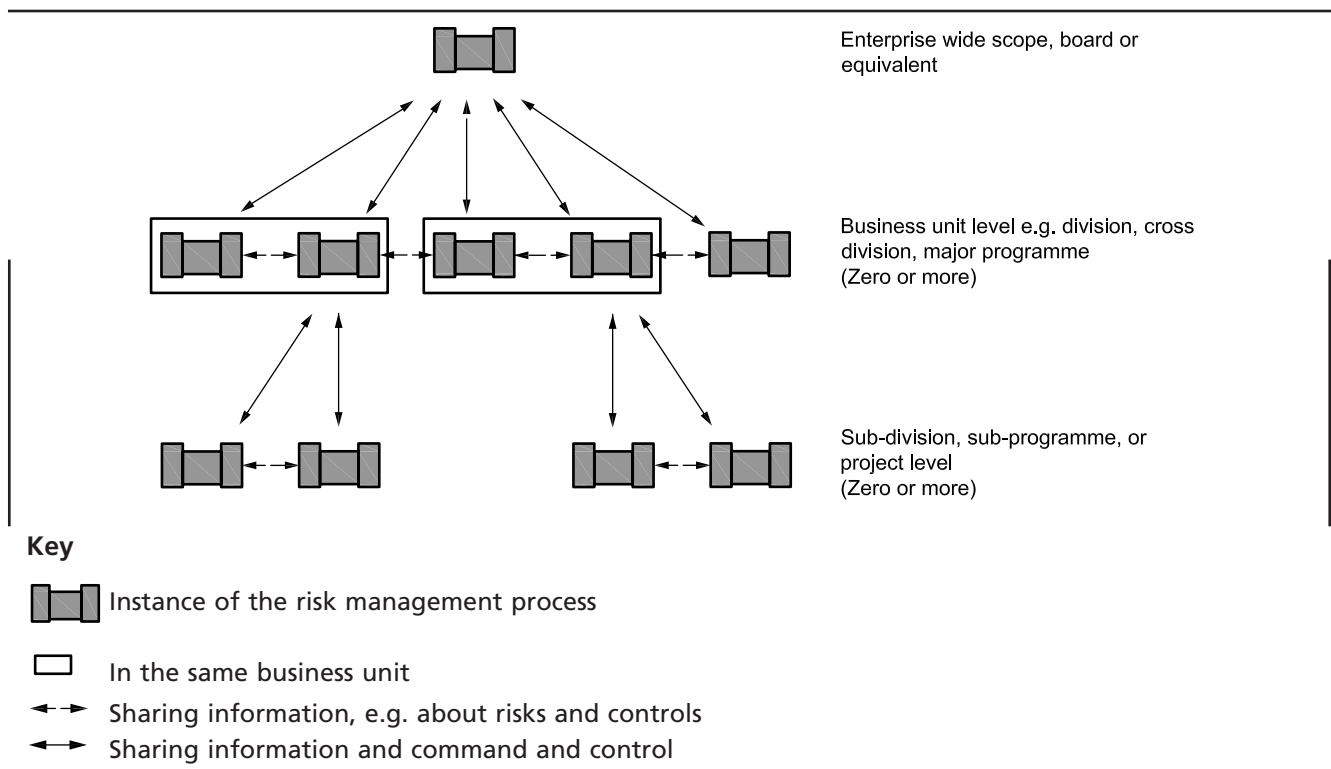 Enterprise wide scope, board or
equivalent
Business unit level e.g. division, cross
division, major programme
(Zero or more)
Sub-division, sub-programme, or
project level
(Zero or more)
Key
Instance of the risk management process
In the same business unit
Sharing information, e.g. about risks and controls
Sharing information and command and control